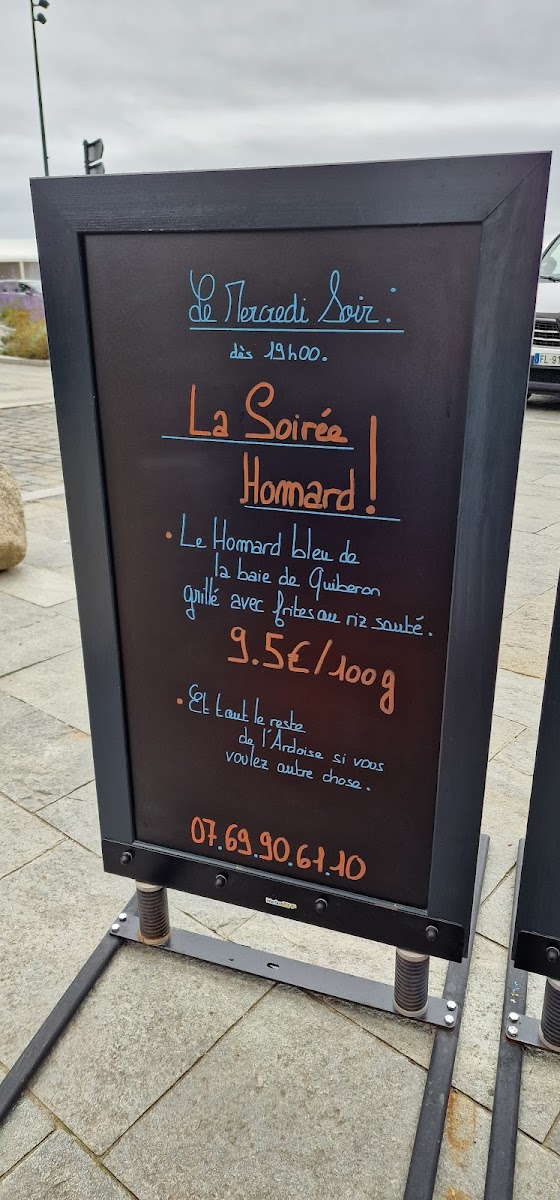 Le Mercredi Soir :
dès 19h00.
La Soirée
Homard !
• Le Homard bleu de
la baie de Quiberon
grillé avec frites ou riz sauté.
9.5€/100g
• Et tout le reste
de l'Ardoise si vous
voulez autre chose.
07.69.90.61.10